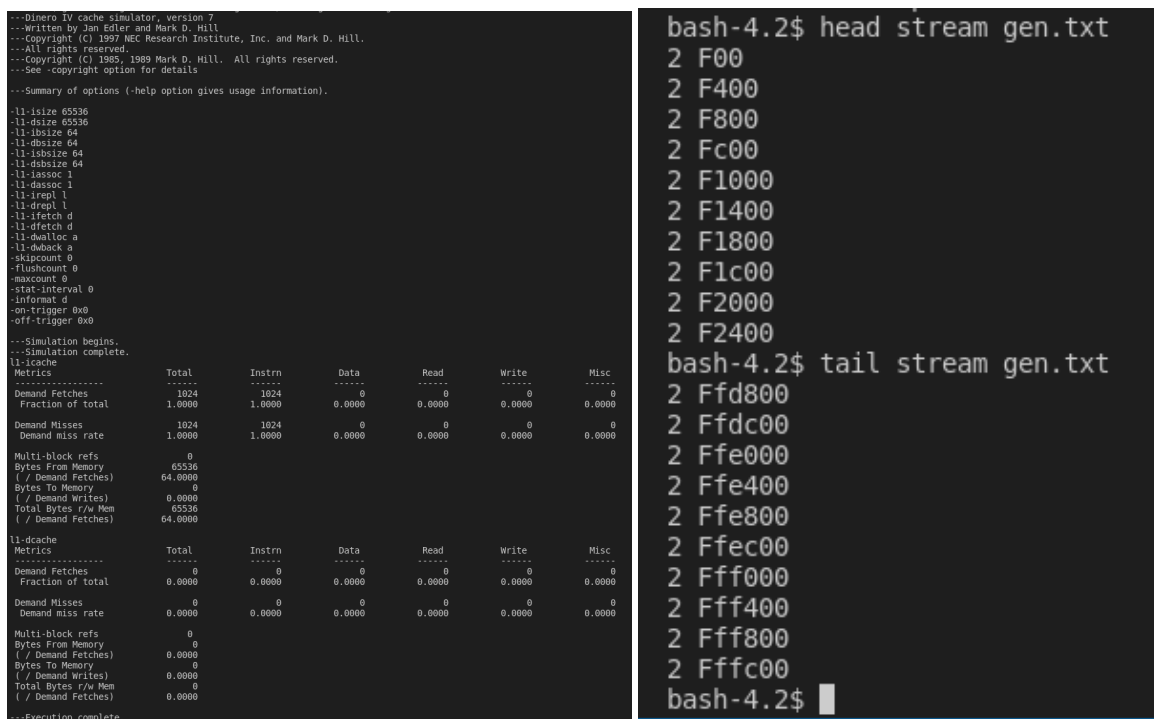 ---Dinero IV cache simulator, version 7
---Written by Jan Edler and Mark D. Hill
---Copyright (C) 1997 NEC Research Institute, Inc. and Mark D. Hill.
---All rights reserved.
---Copyright (C) 1985, 1989 Mark D. Hill.  All rights reserved.
---See -copyright option for details
---Summary of options (-help option gives usage information).
-l1-isize 65536
-l1-dsize 65536
-l1-ibsize 64
-l1-dbsize 64
-l1-isbsize 64
-l1-dsbsize 64
-l1-iassoc 1
-l1-dassoc 1
-l1-irepl l
-l1-drepl l
-l1-ifetch d
-l1-dfetch d
-l1-dwalloc a
-l1-dwback a
-skipcount 0
-flushcount 0
-maxcount 0
-stat-interval 0
-informat d
-on-trigger 0x0
-off-trigger 0x0
---Simulation begins.
---Simulation complete.
l1-icache
Metrics Total Instrn Data Read Write Misc
----------------- ------ ------ ------ ------ ------ ------
Demand Fetches 1024 1024 0 0 0 0
Fraction of total 1.0000 1.0000 0.0000 0.0000 0.0000 0.0000
Demand Misses 1024 1024 0 0 0 0
Demand miss rate 1.0000 1.0000 0.0000 0.0000 0.0000 0.0000
Multi-block refs 0
Bytes From Memory 65536
( / Demand Fetches) 64.0000
Bytes To Memory 0
( / Demand Writes) 0.0000
Total Bytes r/w Mem 65536
( / Demand Fetches) 64.0000
l1-dcache
Metrics Total Instrn Data Read Write Misc
----------------- ------ ------ ------ ------ ------ ------
Demand Fetches 0 0 0 0 0 0
Fraction of total 0.0000 0.0000 0.0000 0.0000 0.0000 0.0000
Demand Misses 0 0 0 0 0 0
Demand miss rate 0.0000 0.0000 0.0000 0.0000 0.0000 0.0000
Multi-block refs 0
Bytes From Memory 0
( / Demand Fetches) 0.0000
Bytes To Memory 0
( / Demand Writes) 0.0000
Total Bytes r/w Mem 0
( / Demand Fetches) 0.0000
---Execution complete
bash-4.2$ head stream gen.txt
2 F00
2 F400
2 F800
2 Fc00
2 F1000
2 F1400
2 F1800
2 F1c00
2 F2000
2 F2400
bash-4.2$ tail stream gen.txt
2 Ffd800
2 Ffdc00
2 Ffe000
2 Ffe400
2 Ffe800
2 Ffec00
2 Fff000
2 Fff400
2 Fff800
2 Fffc00
bash-4.2$